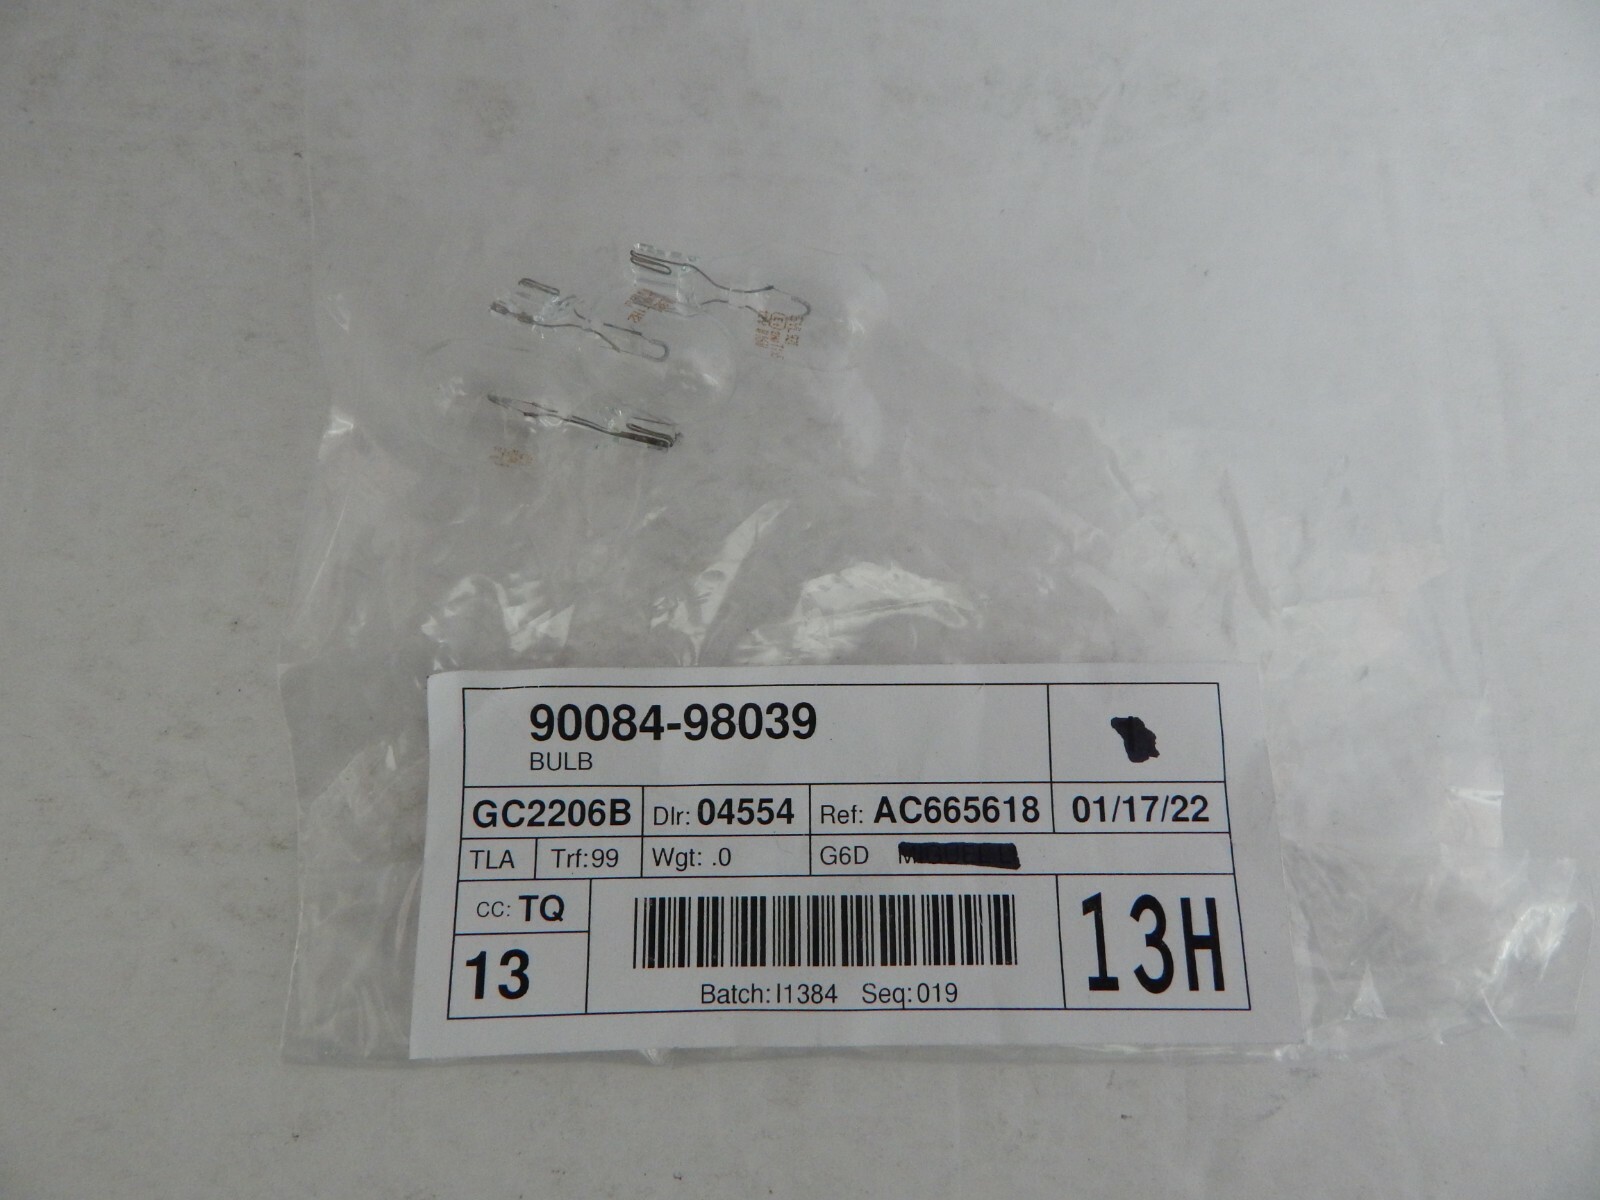 90084-98039
BULB
GC2206B Dlr: 04554 Ref: AC665618 01/17/22
TLA Trf:99 Wgt: .0 G6D
CC: TQ
13
Batch:I1384 Seq:019
13H